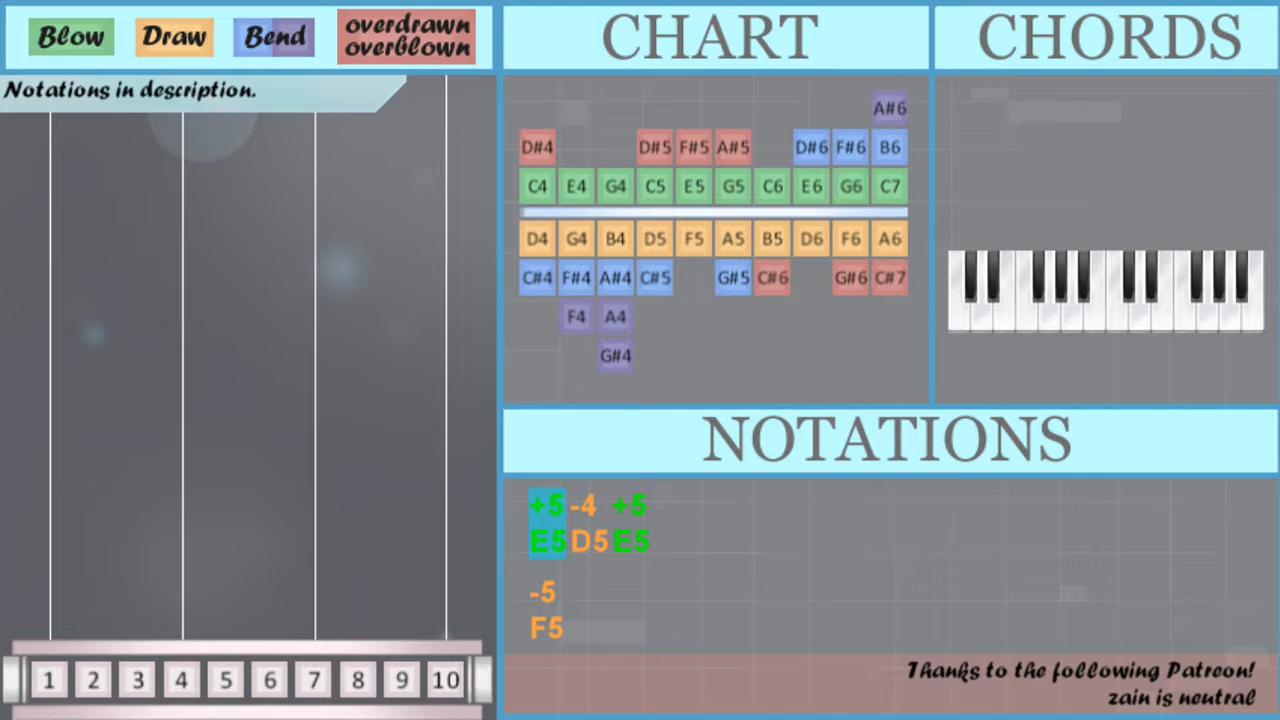 Blow Draw Bend overdrawn
overblown
CHART
CHORDS
Notations in description.
A#6
D#4 D#5 F#5 A#5 D#6 F#6 B6
C4 E4 G4 C5 E5 G5 C6 E6 G6 C7
D4 G4 B4 D5 F5 A5 B5 D6 F6 A6
C#4 F#4 A#4 C#5 G#5 C#6 G#6 C#7
F4 A4
G#4
NOTATIONS
+5 -4 +5
E5 D5 E5
-5
F5
Thanks to the following Patreon!
zain is neutral
1 2 3 4 5 6 7 8 9 10